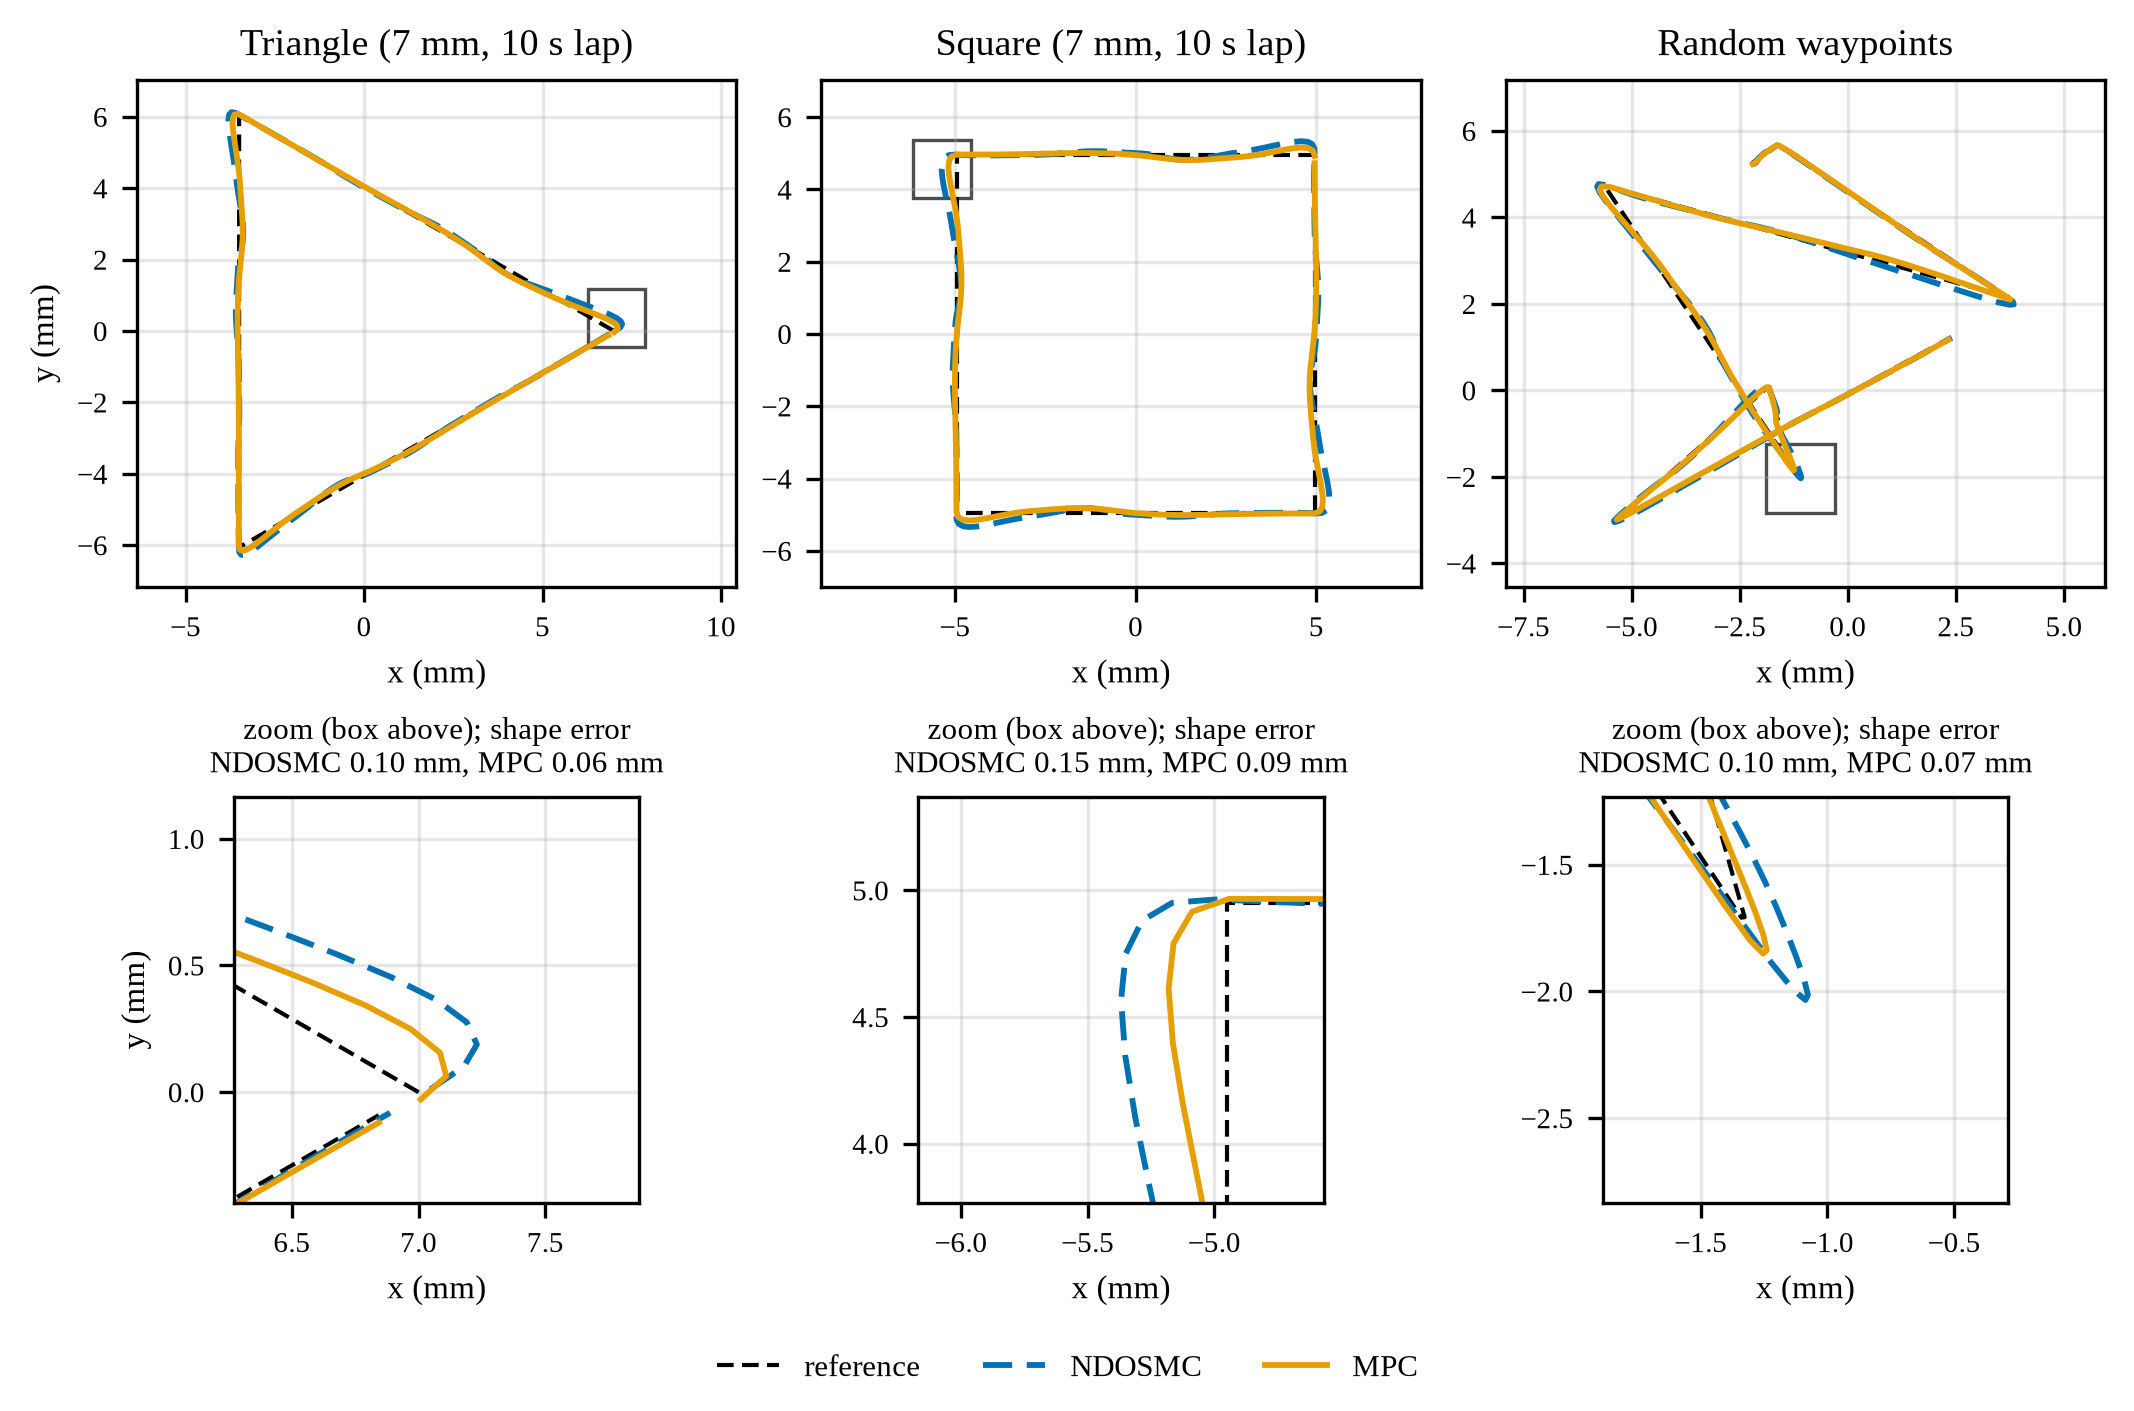 Triangle (7 mm, 10 s lap)
6
4
2
0
−2
−4
−6
y (mm)
−5
0
5
10
x (mm)
Square (7 mm, 10 s lap)
6
4
2
0
−2
−4
−6
−5
0
5
x (mm)
Random waypoints
6
4
2
0
−2
−4
−7.5
−5.0
−2.5
0.0
2.5
5.0
x (mm)
zoom (box above); shape error
NDOSMC 0.10 mm, MPC 0.06 mm
1.0
0.5
0.0
y (mm)
6.5
7.0
7.5
x (mm)
zoom (box above); shape error
NDOSMC 0.15 mm, MPC 0.09 mm
5.0
4.5
4.0
−6.0
−5.5
−5.0
x (mm)
zoom (box above); shape error
NDOSMC 0.10 mm, MPC 0.07 mm
−1.5
−2.0
−2.5
−1.5
−1.0
−0.5
x (mm)
reference
NDOSMC
MPC